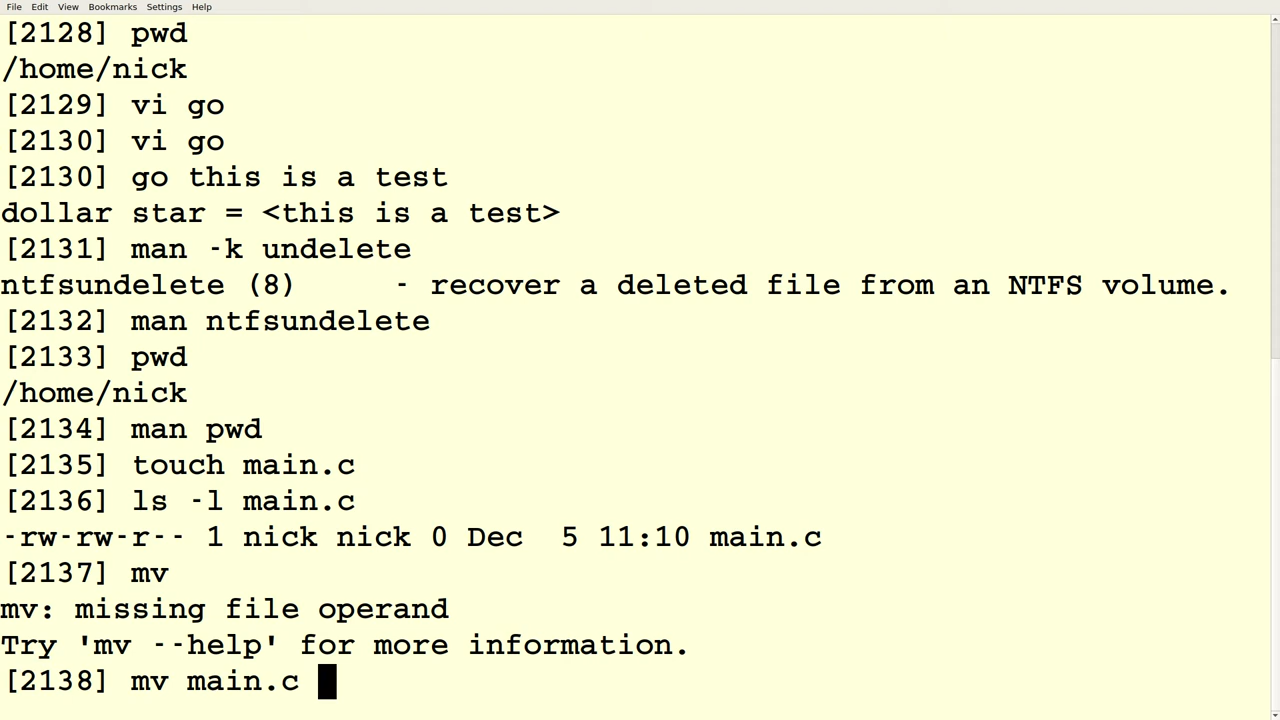 File Edit View Bookmarks Settings Help
[2128] pwd
/home/nick
[2129] vi go
[2130] vi go
[2130] go this is a test
dollar star = <this is a test>
[2131] man -k undelete
ntfsundelete (8)     - recover a deleted file from an NTFS volume.
[2132] man ntfsundelete
[2133] pwd
/home/nick
[2134] man pwd
[2135] touch main.c
[2136] ls -l main.c
-rw-rw-r-- 1 nick nick 0 Dec  5 11:10 main.c
[2137] mv
mv: missing file operand
Try 'mv --help' for more information.
[2138] mv main.c